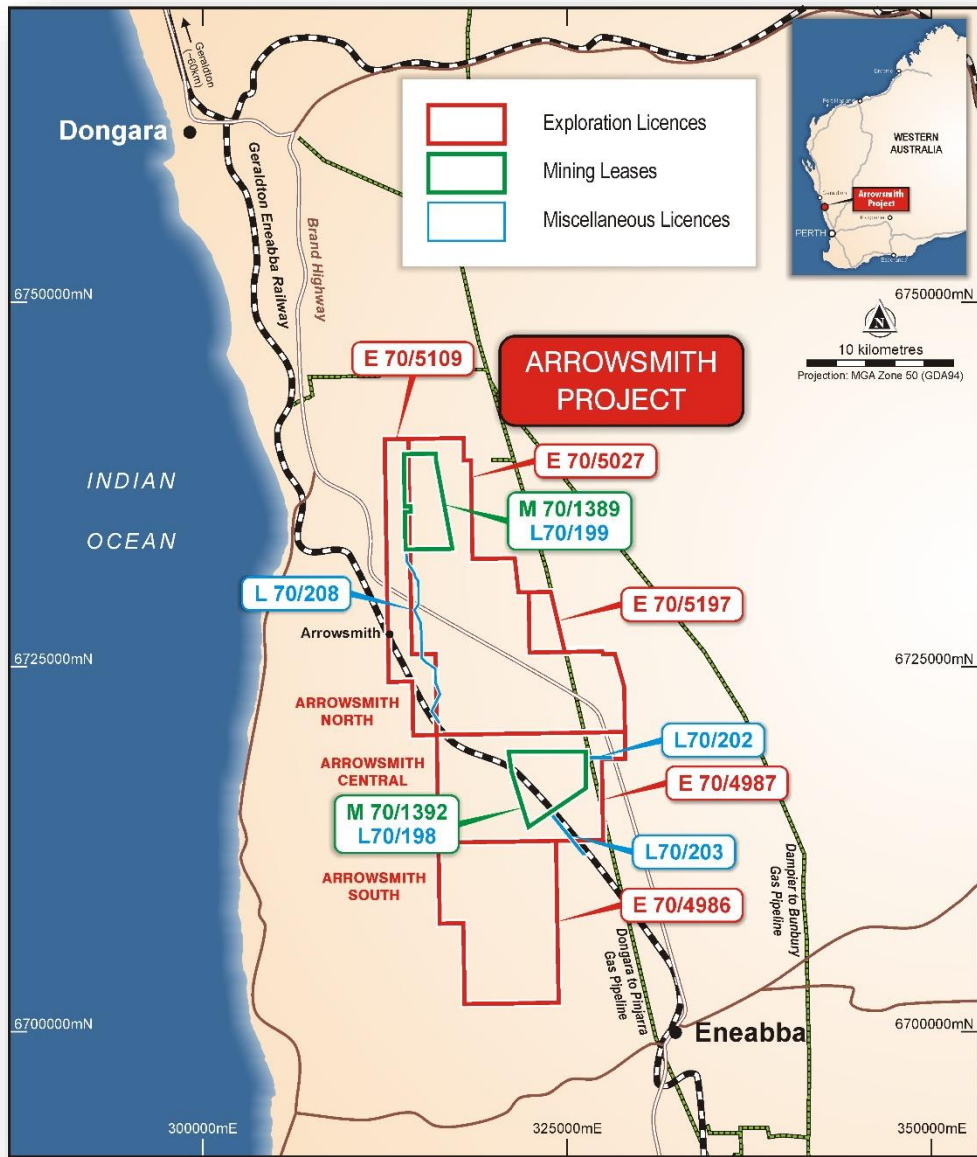 Geraldton
(~60km)
Dongara
Geraldton Eneabba Railway
Brand Highway
Exploration Licences
Mining Leases
Miscellaneous Licences
WESTERN
AUSTRALIA
Arrowsmith
Project
PERTH
6750000mN
6750000mN
N
10 kilometres
Projection: MGA Zone 50 (GDA94)
E 70/5109
ARROWSMITH
PROJECT
E 70/5027
INDIAN
OCEAN
M 70/1389
L70/199
L 70/208
E 70/5197
Arrowsmith
6725000mN
6725000mN
ARROWSMITH
NORTH
L70/202
ARROWSMITH
CENTRAL
E 70/4987
M 70/1392
L70/198
L70/203
ARROWSMITH
SOUTH
E 70/4986
Dongara to Pinjarra
Gas Pipeline
Dampier to Bunbury
Gas Pipeline
6700000mN
6700000mN
Eneabba
300000mE
325000mE
350000mE